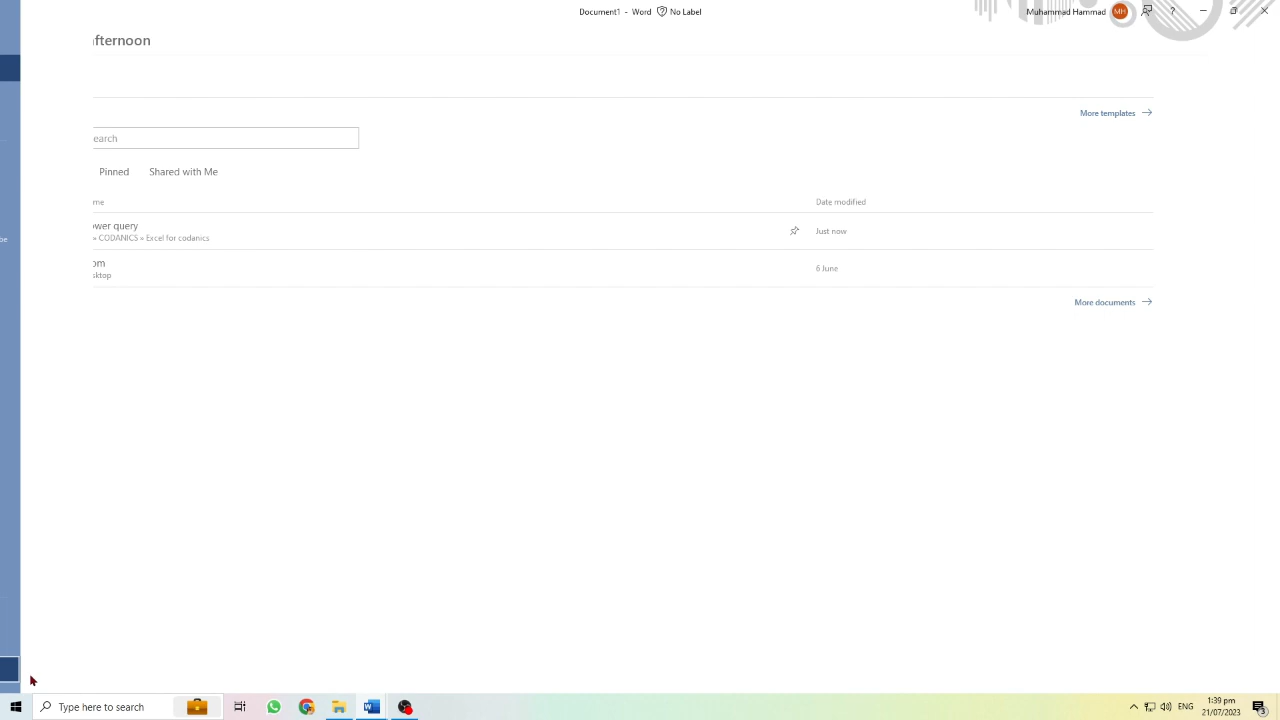 Document1 - Word No Label
Muhammad Hammad MH ?
fternoon
More templates
earch
Pinned Shared with Me
me Date modified
wer query
» CODANICS » Excel for codanics
Just now
om
sktop
6 June
More documents
be
Type here to search
ENG
1:39 pm
21/07/2023
3